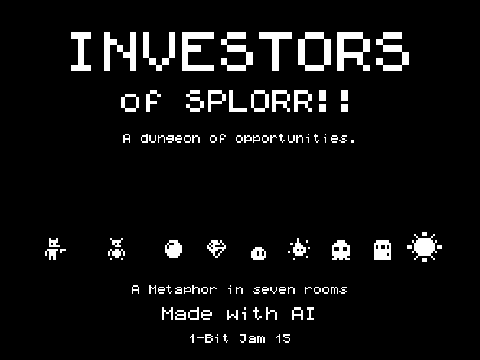 INVESTORS
of SPLORR!!
A dungeon of opportunities.
A Metaphor in seven rooms
Made with AI
1-Bit Jam 15